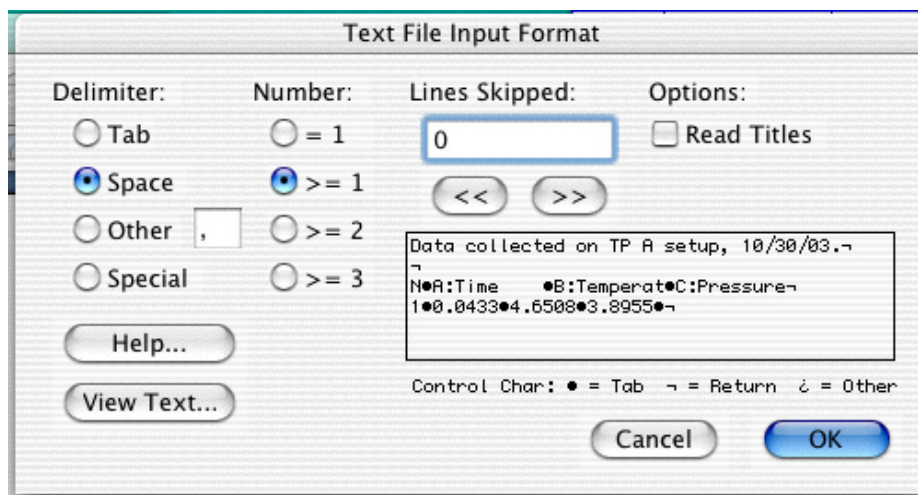 Text File Input Format
Delimiter:
Tab
Space
Other ,
Special
Help...
View Text...
Number:
= 1
>= 1
>= 2
>= 3
Lines Skipped:
0
<< >>
Options:
Read Titles
Data collected on TP A setup, 10/30/03.¬
¬
N●A:Time    ●B:Temperat●C:Pressure¬
1●0.0433●4.6508●3.8955●¬
Control Char: ● = Tab  ¬ = Return  ¿ = Other
Cancel
OK